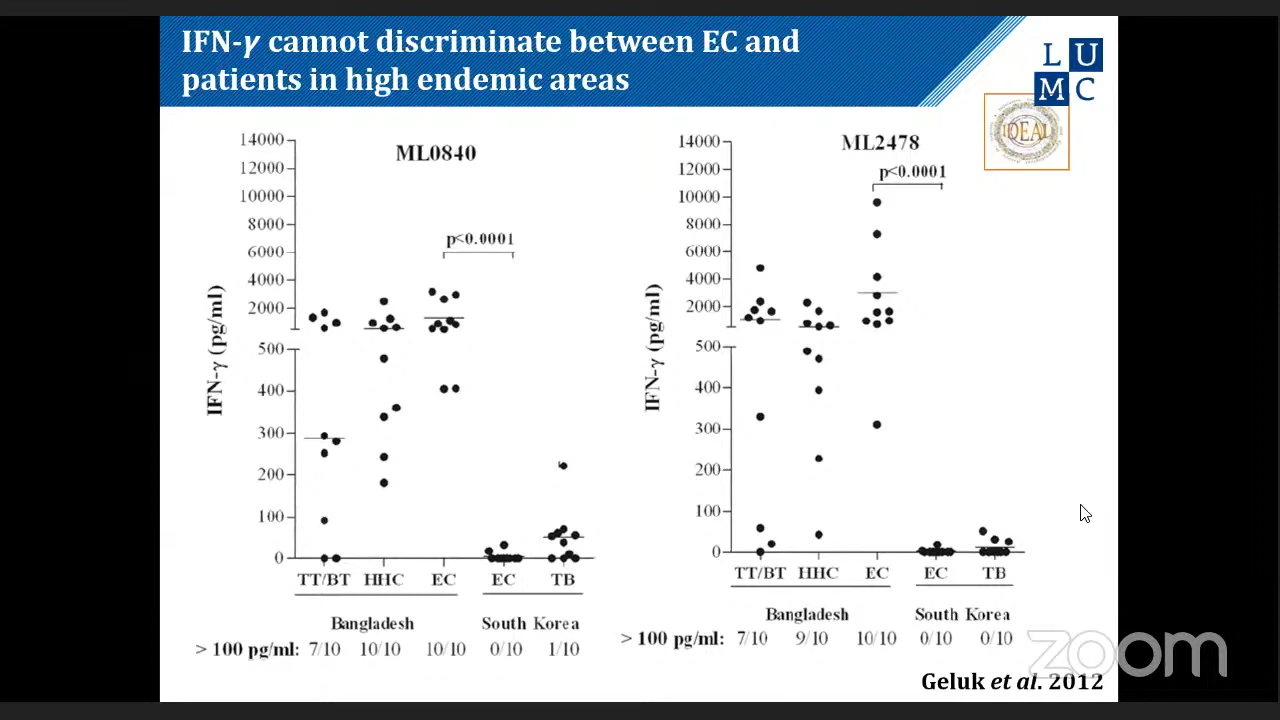 IFN-γ cannot discriminate between EC and
patients in high endemic areas
L U
M C
IDEAL
ML0840
14000
12000
10000
8000
6000
4000
2000
500
400
300
200
100
0
IFN-γ (pg/ml)
p<0.0001
TT/BT HHC EC EC TB
Bangladesh South Korea
> 100 pg/ml: 7/10 10/10 10/10 0/10 1/10
ML2478
14000
12000
10000
8000
6000
4000
2000
500
400
300
200
100
0
IFN-γ (pg/ml)
p<0.0001
TT/BT HHC EC EC TB
Bangladesh South Korea
> 100 pg/ml: 7/10 9/10 10/10 0/10 0/10
zoom
Geluk et al. 2012